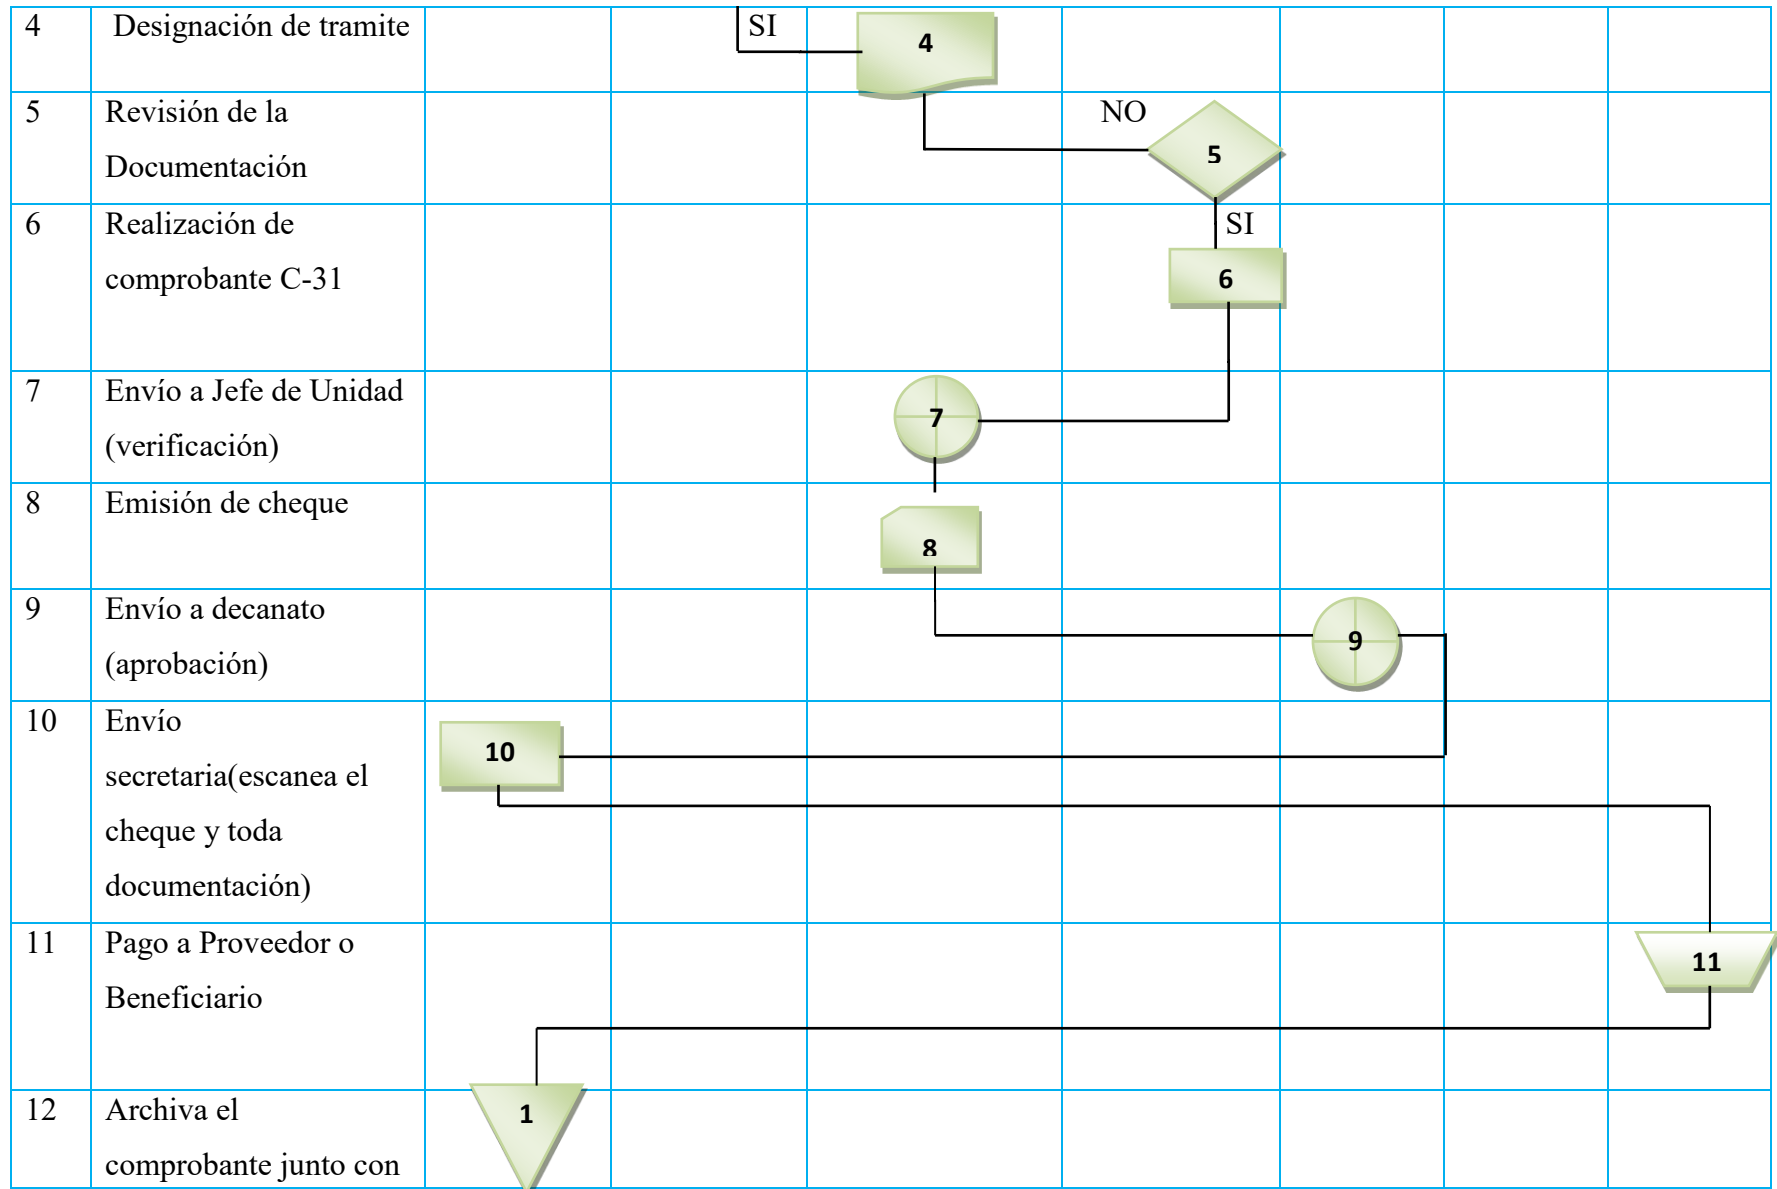 4 Designación de tramite SI 4
5 Revisión de la NO
Documentación 5
6 Realización de SI
comprobante C-31 6
7 Envío a Jefe de Unidad 7
(verificación)
8 Emisión de cheque
8
9 Envío a decanato
(aprobación) 9
10 Envío 10
secretaria(escanea el
cheque y toda
documentación)
11 Pago a Proveedor o 11
Beneficiario
12 Archiva el 1
comprobante junto con